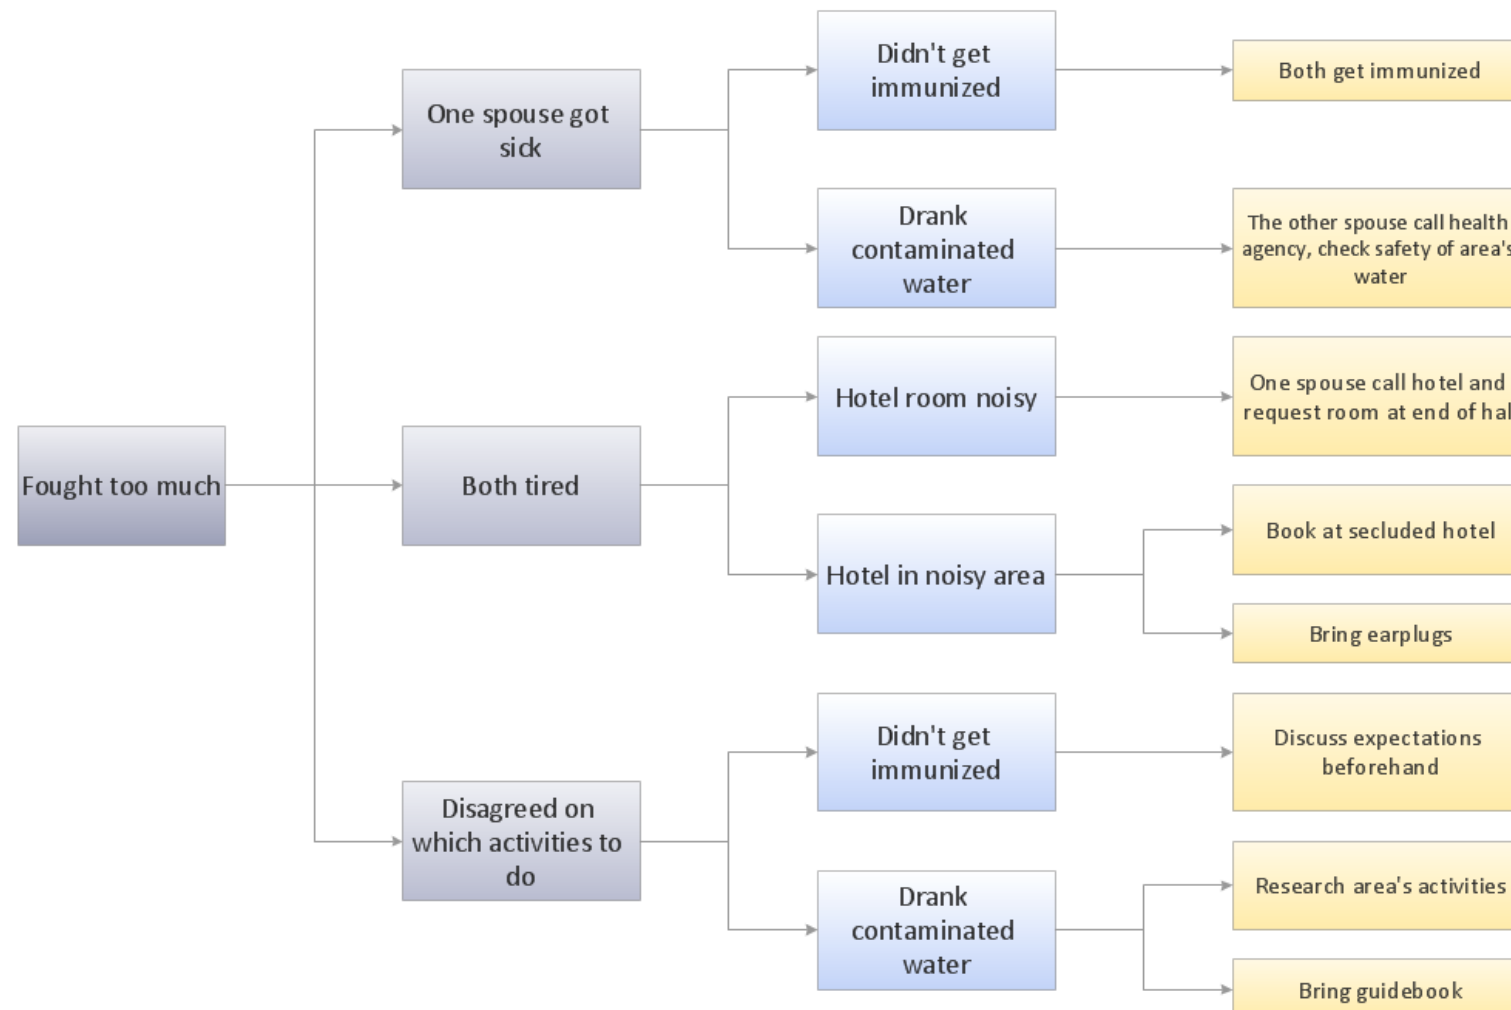 Didn't get
immunized
Both get immunized
One spouse got
sick
Drank
contaminated
water
The other spouse call health
agency, check safety of area's
water
Hotel room noisy
One spouse call hotel and
request room at end of
Fought too much
Both tired
Book at secluded hotel
Hotel in noisy area
Bring earplugs
Didn't get
immunized
Discuss expectations
beforehand
Disagreed on
which activities to
do
Drank
contaminated
water
Research area's activities
Bring guidebook